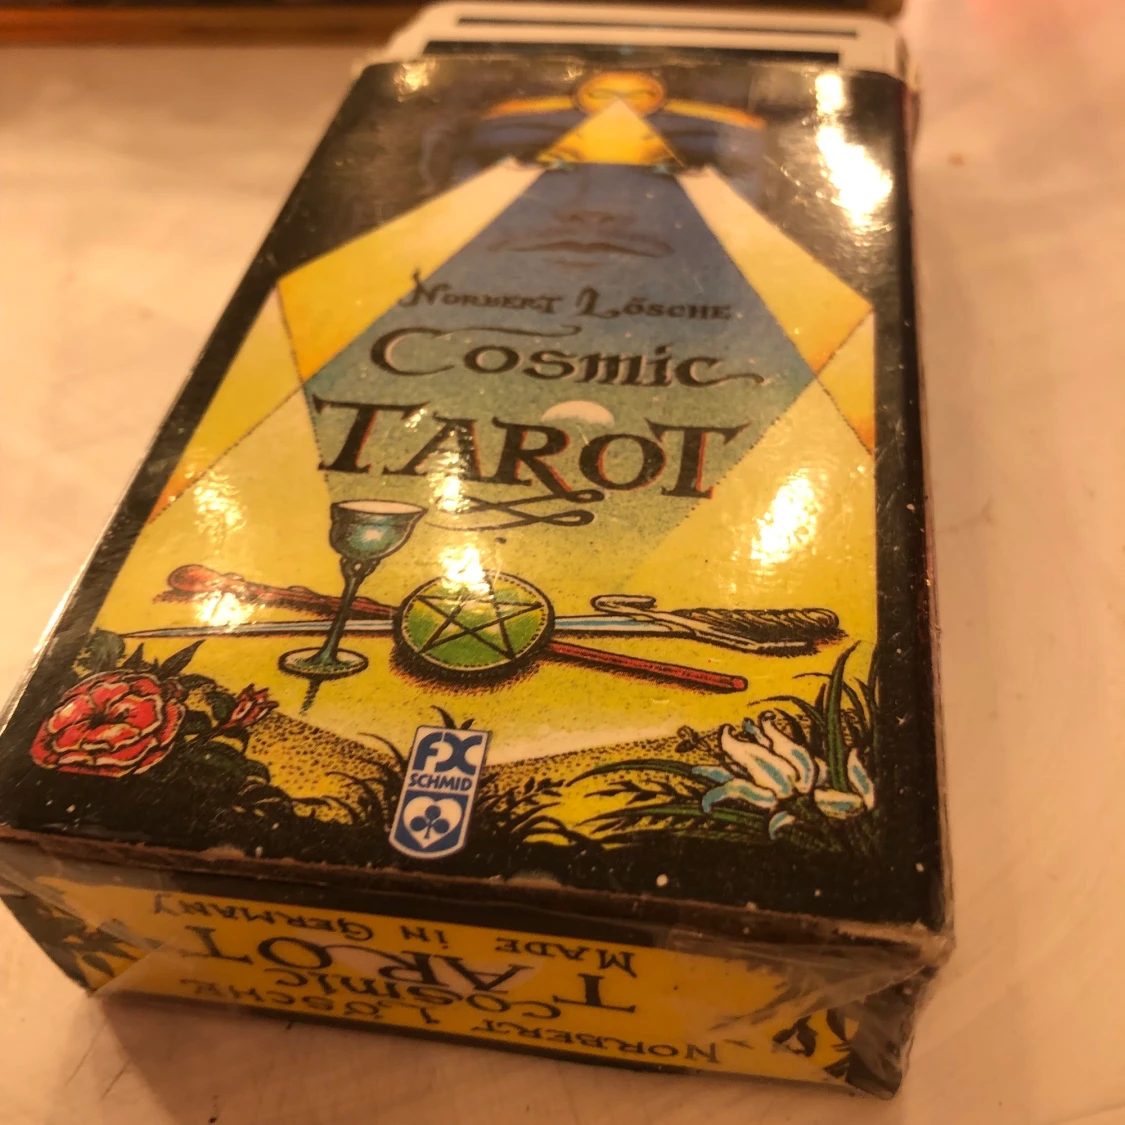 Norbert Lösche
Cosmic
Tarot
FX
SCHMID
Norbert Lösche
Cosmic
Tarot
Made in Germany